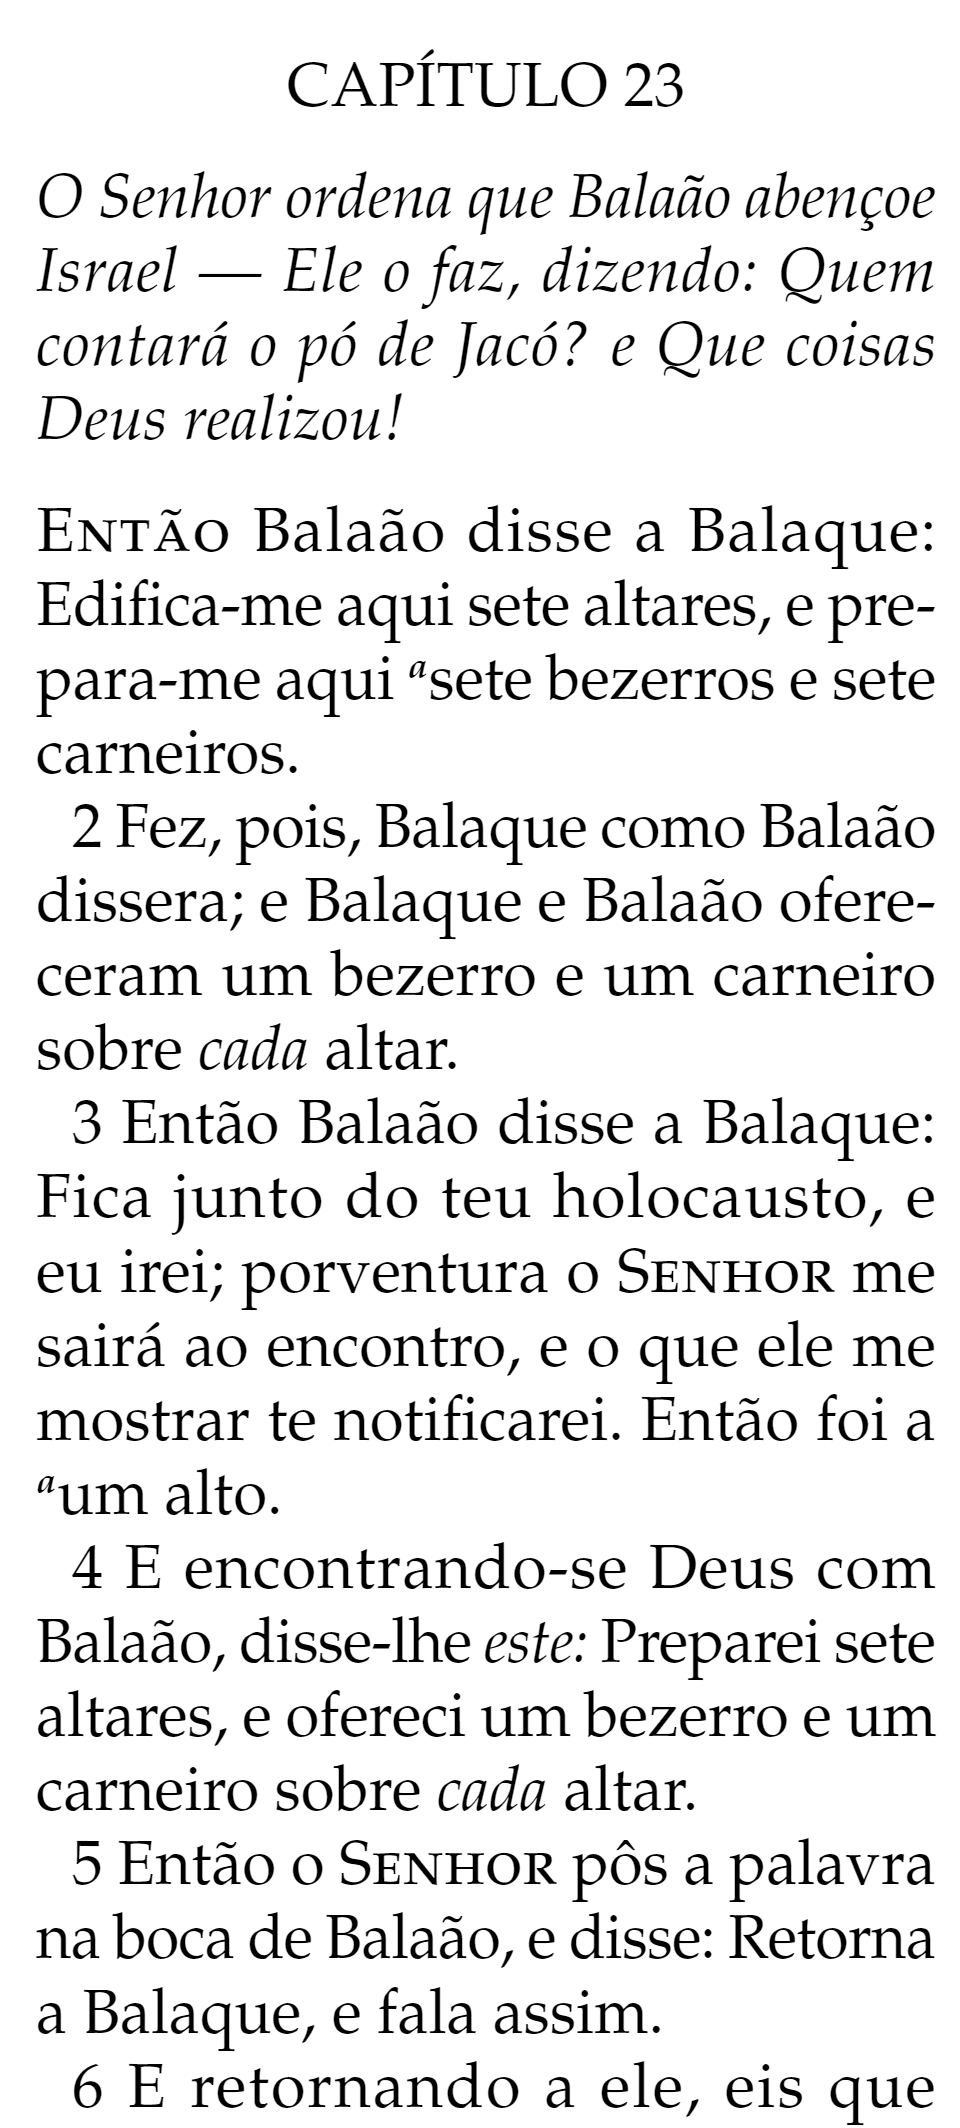 CAPÍTULO 23
O Senhor ordena que Balaão abençoe
Israel — Ele o faz, dizendo: Quem
contará o pó de Jacó? e Que coisas
Deus realizou!
ENTÃO Balaão disse a Balaque:
Edifica-me aqui sete altares, e pre-
para-me aqui ᵃsete bezerros e sete
carneiros.
2 Fez, pois, Balaque como Balaão
dissera; e Balaque e Balaão ofere-
ceram um bezerro e um carneiro
sobre cada altar.
3 Então Balaão disse a Balaque:
Fica junto do teu holocausto, e
eu irei; porventura o SENHOR me
sairá ao encontro, e o que ele me
mostrar te notificarei. Então foi a
ᵃum alto.
4 E encontrando-se Deus com
Balaão, disse-lhe este: Preparei sete
altares, e ofereci um bezerro e um
carneiro sobre cada altar.
5 Então o SENHOR pôs a palavra
na boca de Balaão, e disse: Retorna
a Balaque, e fala assim.
6 E retornando a ele, eis que